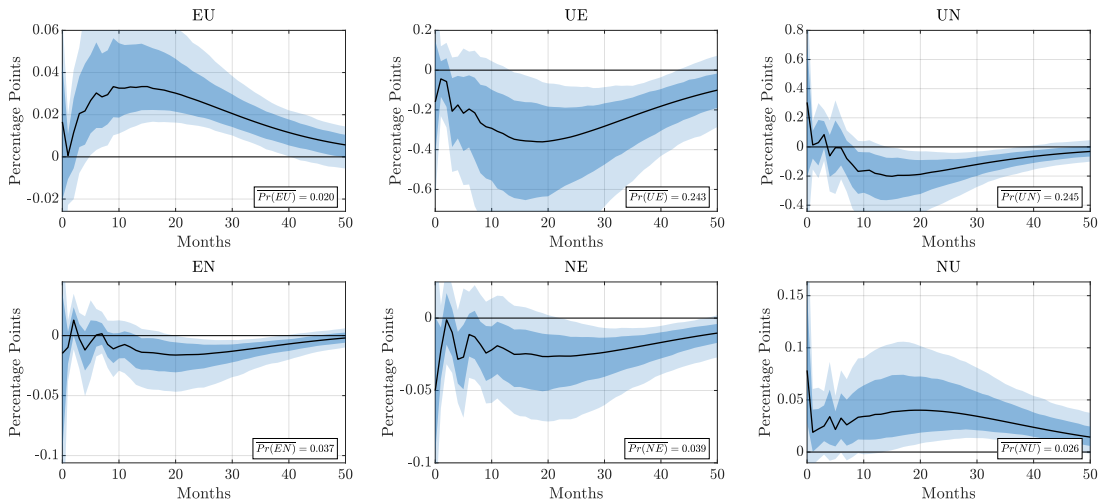 EU
Percentage Points
0.06
0.04
0.02
0
-0.02
0 10 20 30 40 50
Months
Pr(EU) = 0.020
UE
Percentage Points
0.2
0
-0.2
-0.4
-0.6
0 10 20 30 40 50
Months
Pr(UE) = 0.243
UN
Percentage Points
0.8
0.6
0.4
0.2
0
-0.2
-0.4
0 10 20 30 40 50
Months
Pr(UN) = 0.245
EN
Percentage Points
0
-0.05
-0.1
0 10 20 30 40 50
Months
Pr(EN) = 0.037
NE
Percentage Points
0
-0.05
-0.1
0 10 20 30 40 50
Months
Pr(NE) = 0.039
NU
Percentage Points
0.15
0.1
0.05
0
0 10 20 30 40 50
Months
Pr(NU) = 0.026